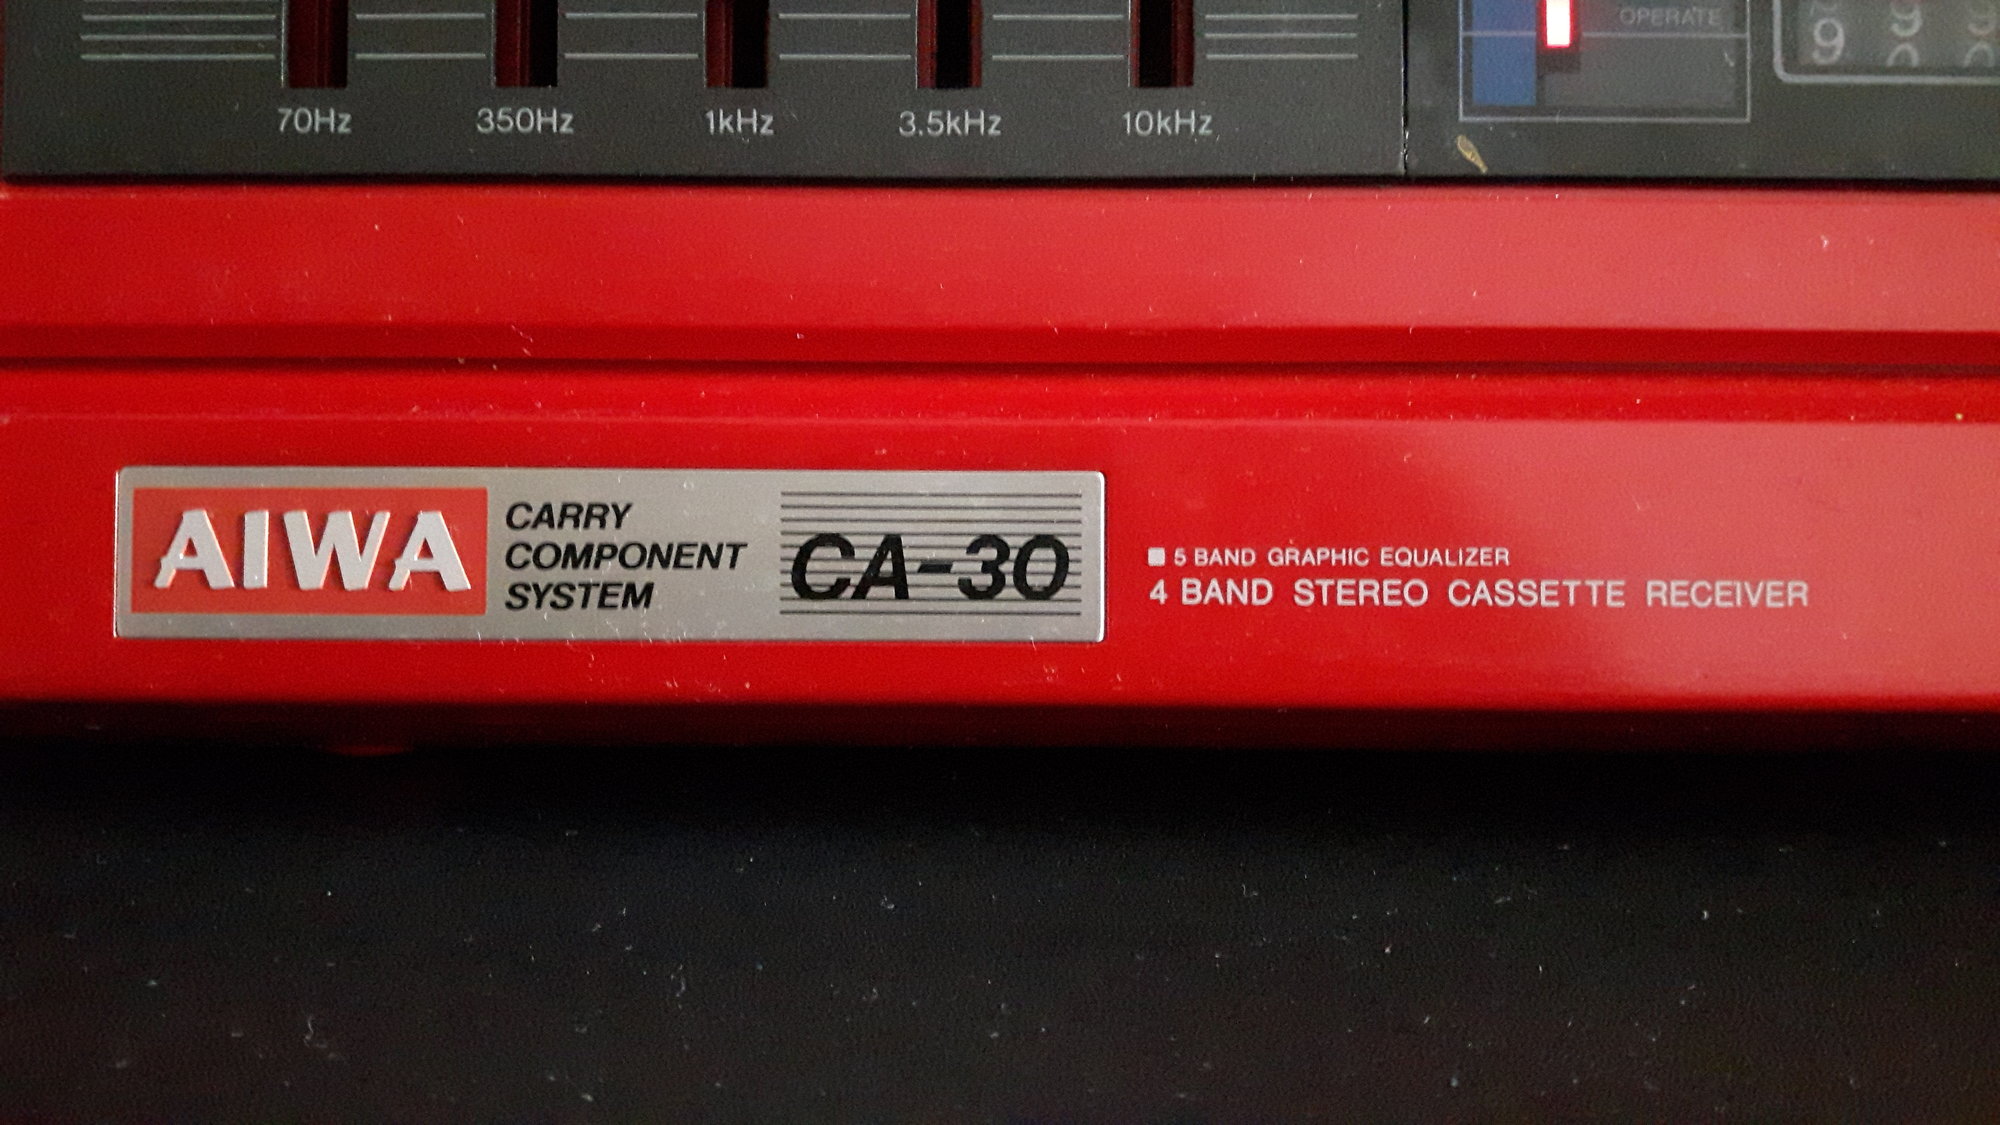 OPERATE
9
70Hz 350Hz 1kHz 3.5kHz 10kHz
AIWA
CARRY
COMPONENT
SYSTEM
CA-30
5 BAND GRAPHIC EQUALIZER
4 BAND STEREO CASSETTE RECEIVER